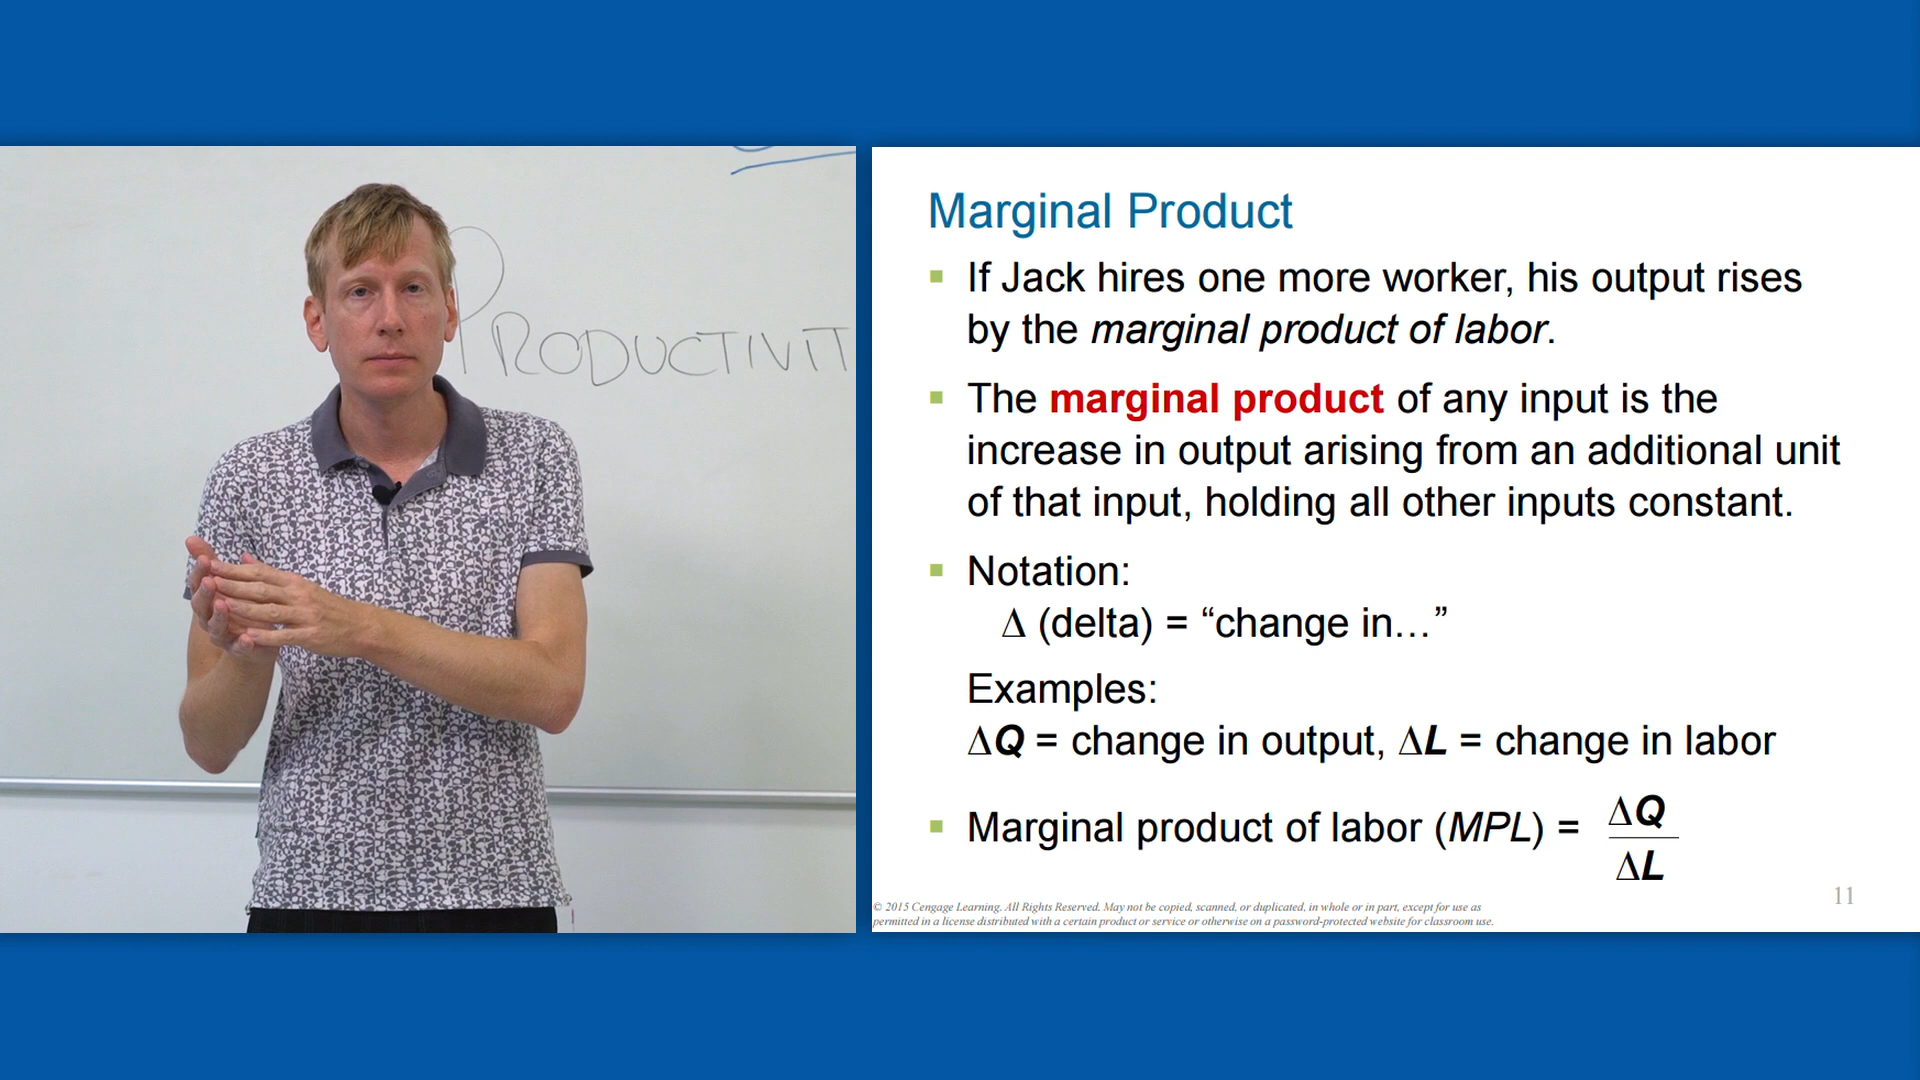 PRODUCTIVIT
Marginal Product
▪ If Jack hires one more worker, his output rises
by the marginal product of labor.
▪ The marginal product of any input is the
increase in output arising from an additional unit
of that input, holding all other inputs constant.
▪ Notation:
Δ (delta) = “change in…”
Examples:
ΔQ = change in output, ΔL = change in labor
▪ Marginal product of labor (MPL) =
ΔQ
ΔL
11
© 2015 Cengage Learning. All Rights Reserved. May not be copied, scanned, or duplicated, in whole or in part, except for use as
permitted in a license distributed with a certain product or service or otherwise on a password-protected website for classroom use.